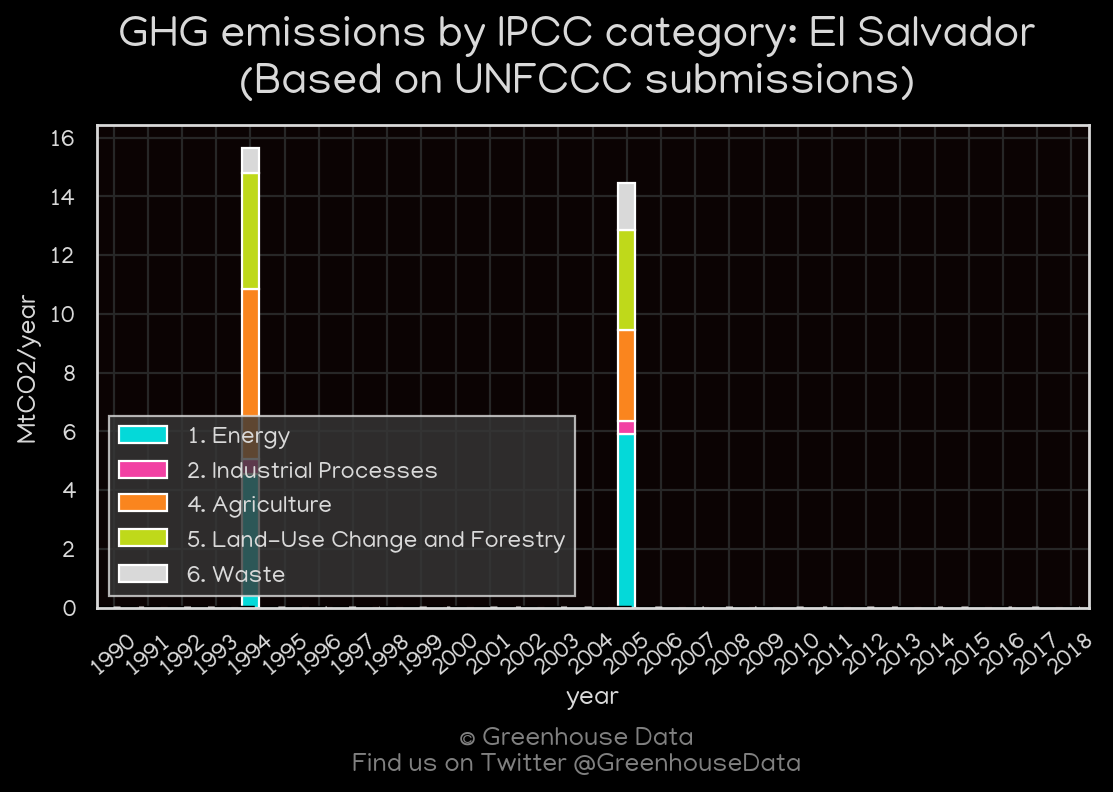 GHG emissions by IPCC category: El Salvador
(Based on UNFCCC submissions)
16
14
12
10
8
6
4
2
0
MtCO2/year
1. Energy
2. Industrial Processes
4. Agriculture
5. Land-Use Change and Forestry
6. Waste
1990 1991 1992 1993 1994 1995 1996 1997 1998 1999 2000 2001 2002 2003 2004 2005 2006 2007 2008 2009 2010 2011 2012 2013 2014 2015 2016 2017 2018
year
© Greenhouse Data
Find us on Twitter @GreenhouseData